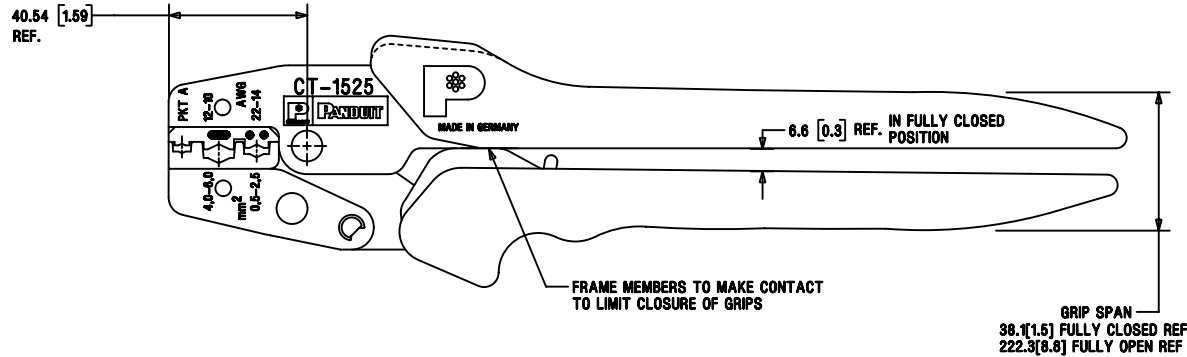 40.54 [1.59]
REF.
CT-1525
PANDUIT
PKT A
12-10
AWG
22-14
MADE IN GERMANY
6.6 [0.3] REF. IN FULLY CLOSED
POSITION
4,0-6,0
mm2
0,5-2,5
FRAME MEMBERS TO MAKE CONTACT
TO LIMIT CLOSURE OF GRIPS
GRIP SPAN
38.1[1.5] FULLY CLOSED REF
222.3[8.8] FULLY OPEN REF